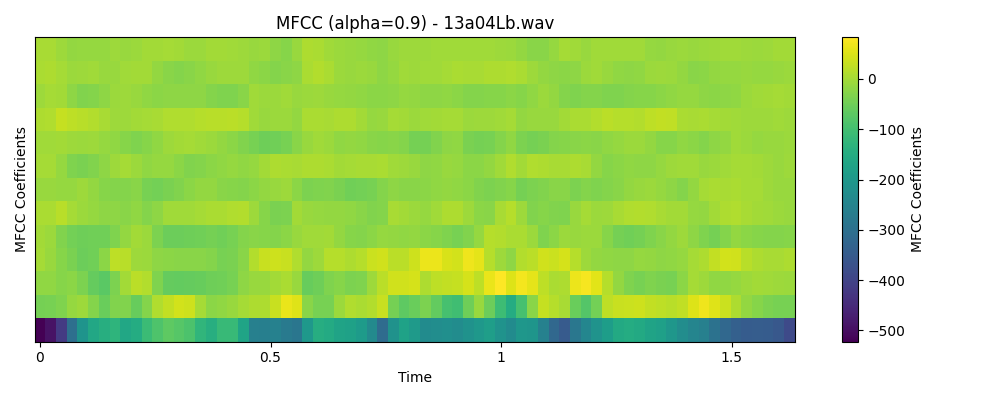 MFCC (alpha=0.9) - 13a04Lb.wav
MFCC Coefficients
0
0.5
1
1.5
Time
0
−100
−200
−300
−400
−500
MFCC Coefficients